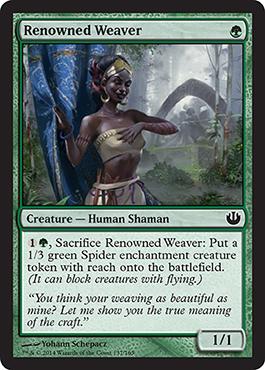 Renowned Weaver
Creature — Human Shaman
1, Sacrifice Renowned Weaver: Put a
1/3 green Spider enchantment creature
token with reach onto the battlefield.
(It can block creatures with flying.)
“You think your weaving as beautiful as
mine? Let me show you the true meaning
of the craft.”
Yohann Schepacz
™ & © 2014 Wizards of the Coast 137/165
1/1